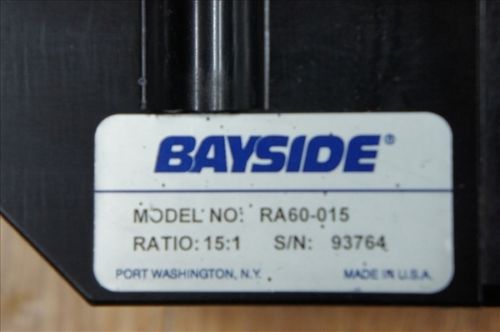 BAYSIDE®
MODEL NO: RA60-015
RATIO: 15:1 S/N: 93764
PORT WASHINGTON, N.Y. MADE IN U.S.A.